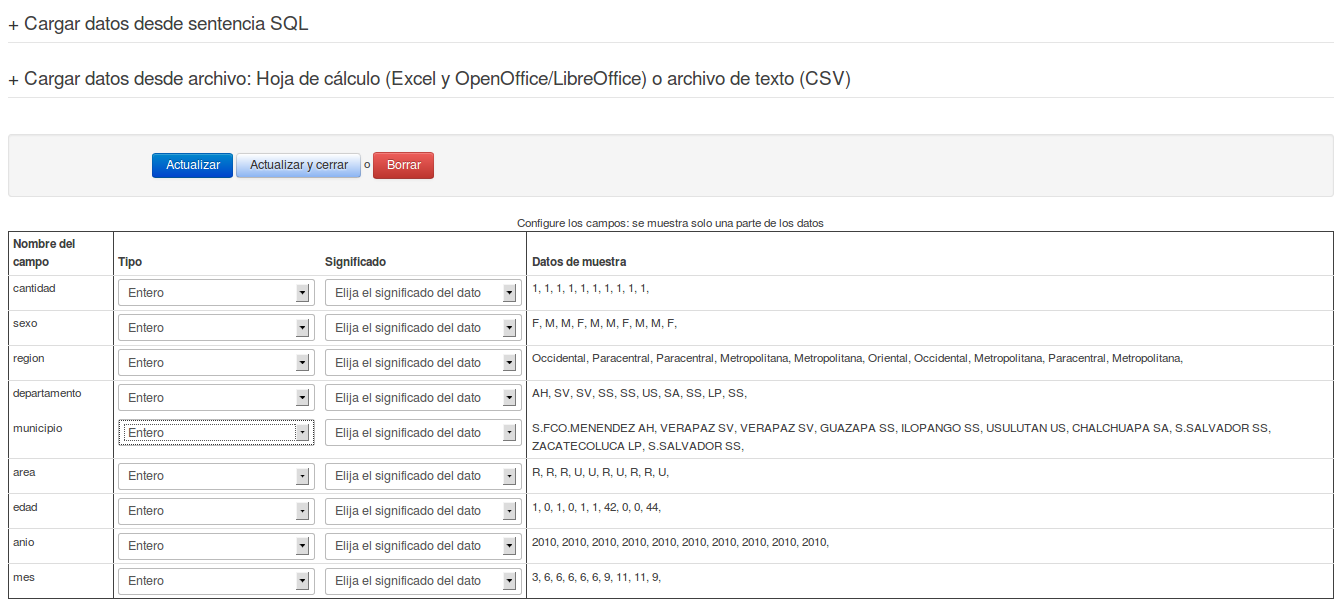 + Cargar datos desde sentencia SQL
+ Cargar datos desde archivo: Hoja de cálculo (Excel y OpenOffice/LibreOffice) o archivo de texto (CSV)
Actualizar Actualizar y cerrar o Borrar
Configure los campos: se muestra solo una parte de los datos
Nombre del campo Tipo Significado Datos de muestra
cantidad Entero Elija el significado del dato 1, 1, 1, 1, 1, 1, 1, 1, 1, 1,
sexo Entero Elija el significado del dato F, M, M, F, M, M, F, M, M, F,
region Entero Elija el significado del dato Occidental, Paracentral, Paracentral, Metropolitana, Metropolitana, Oriental, Occidental, Metropolitana, Paracentral, Metropolitana,
departamento Entero Elija el significado del dato AH, SV, SV, SS, SS, US, SA, SS, LP, SS,
municipio Entero Elija el significado del dato S.FCO.MENENDEZ AH, VERAPAZ SV, VERAPAZ SV, GUAZAPA SS, ILOPANGO SS, USULUTAN US, CHALCHUAPA SA, S.SALVADOR SS,
ZACATECOLUCA LP, S.SALVADOR SS,
area Entero Elija el significado del dato R, R, R, U, U, R, U, R, R, U,
edad Entero Elija el significado del dato 1, 0, 1, 0, 1, 1, 42, 0, 0, 44,
anio Entero Elija el significado del dato 2010, 2010, 2010, 2010, 2010, 2010, 2010, 2010, 2010, 2010,
mes Entero Elija el significado del dato 3, 6, 6, 6, 6, 6, 9, 11, 11, 9,